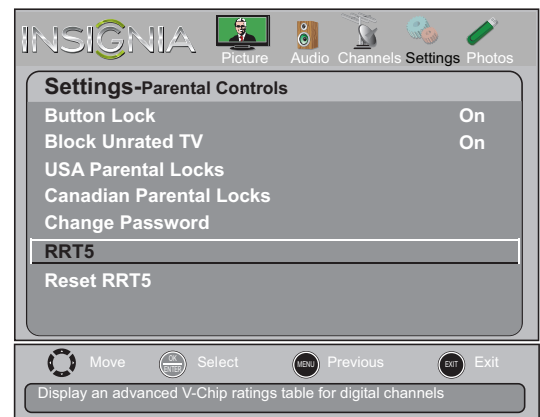 INSIGNIA
Picture Audio Channels Settings Photos
Settings-Parental Controls
Button Lock On
Block Unrated TV On
USA Parental Locks
Canadian Parental Locks
Change Password
RRT5
Reset RRT5
Move OK ENTER Select MENU Previous EXIT Exit
Display an advanced V-Chip ratings table for digital channels